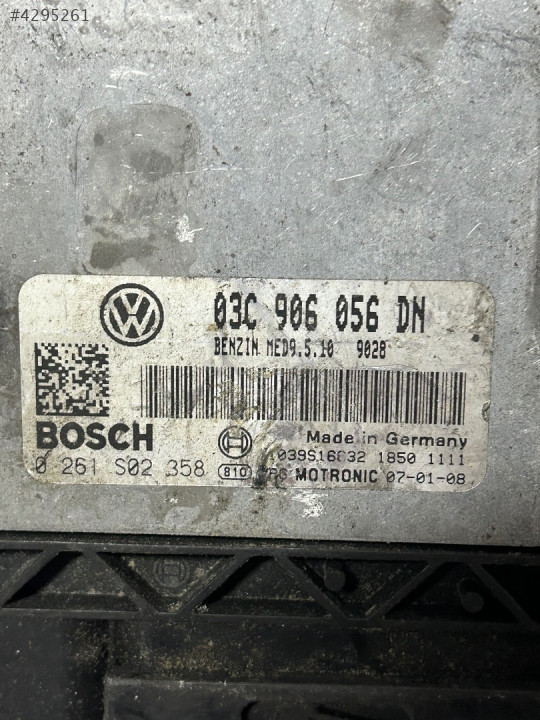 #4295261
03C 906 056 DN
BENZIN MED9.5.10 9028
BOSCH
Made in Germany
1850 1111
0 261 S02 358
810
MOTRONIC 07-01-08